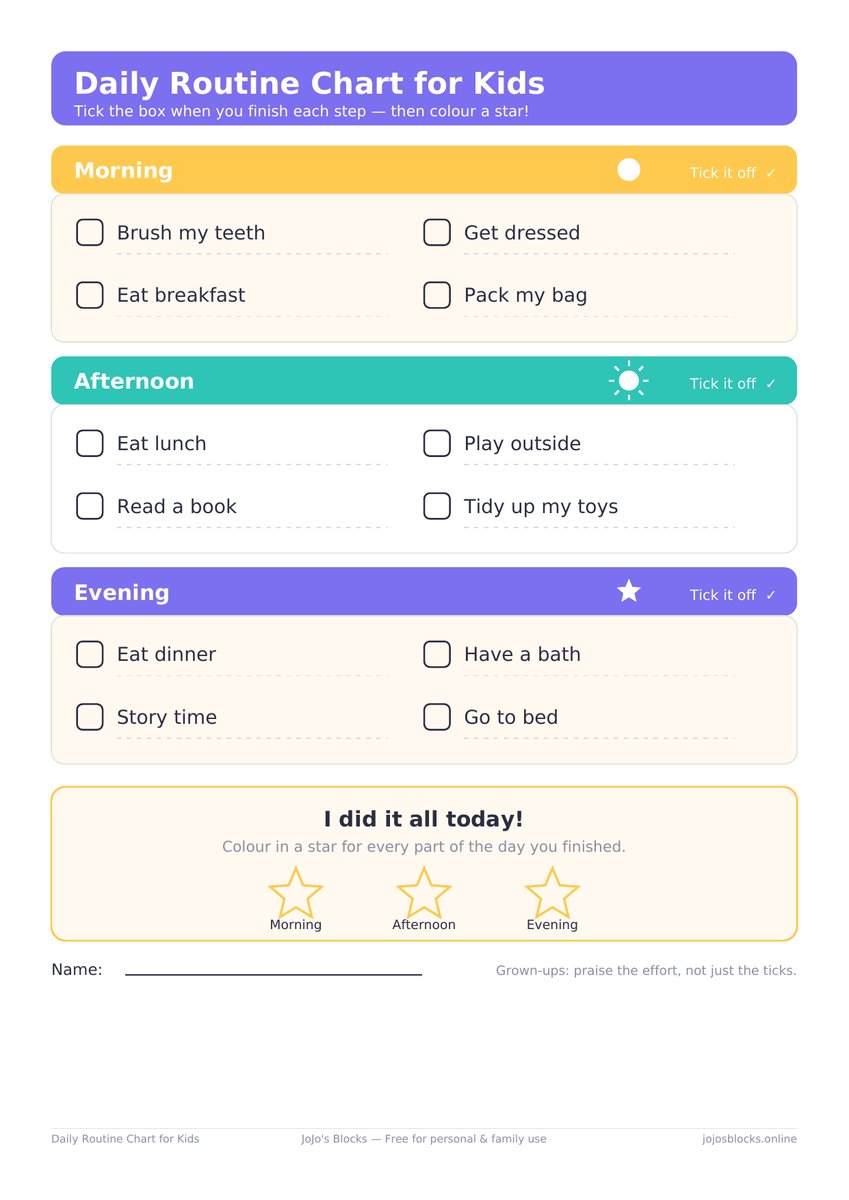 Daily Routine Chart for Kids
Tick the box when you finish each step — then colour a star!
Morning Tick it off ✓
Brush my teeth Get dressed
Eat breakfast Pack my bag
Afternoon Tick it off ✓
Eat lunch Play outside
Read a book Tidy up my toys
Evening Tick it off ✓
Eat dinner Have a bath
Story time Go to bed
I did it all today!
Colour in a star for every part of the day you finished.
Morning Afternoon Evening
Name: Grown-ups: praise the effort, not just the ticks.
Daily Routine Chart for Kids JoJo's Blocks — Free for personal & family use jojosblocks.online